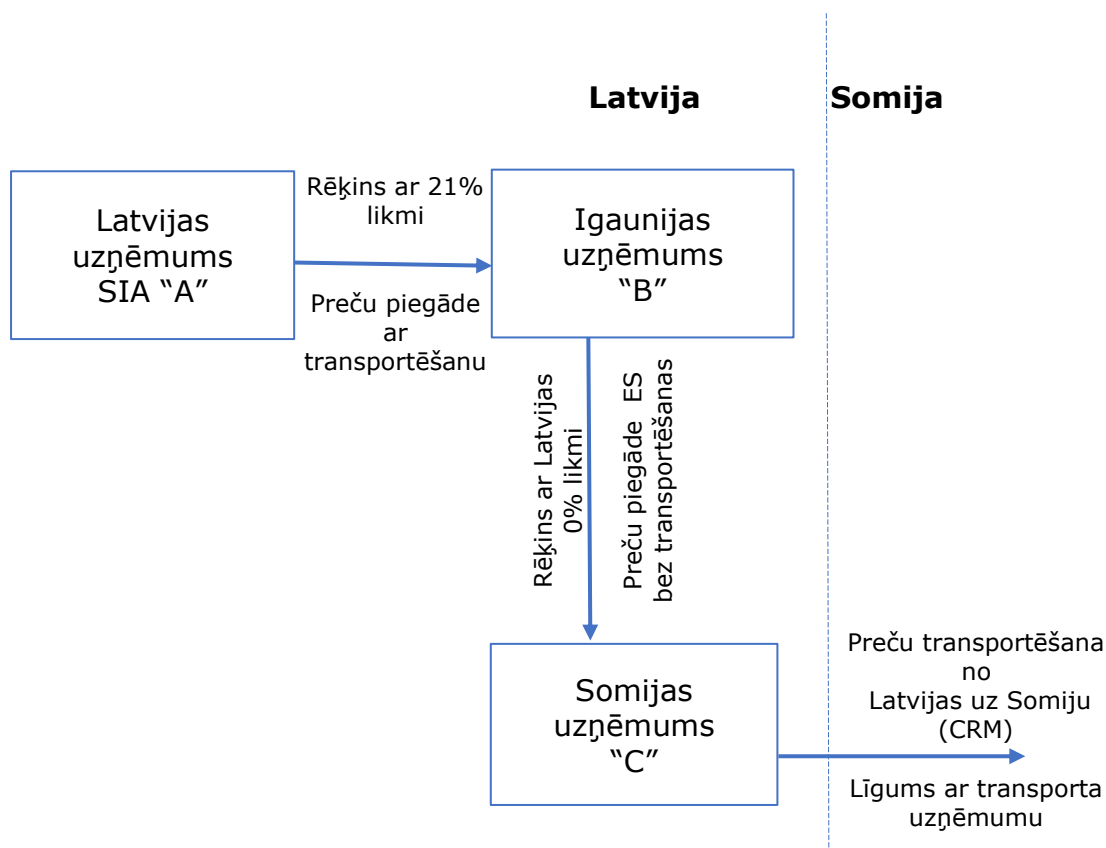 Latvija
Somija
Latvijas
uzņēmums
SIA “A”
Rēķins ar 21%
likmi
Preču piegāde
ar
transportēšanu
Igaunijas
uzņēmums
“B”
Rēķins ar Latvijas
0% likmi
Preču piegāde ES
bez transportēšanas
Somijas
uzņēmums
“C”
Preču transportēšana
no
Latvijas uz Somiju
(CRM)
Līgums ar transporta
uzņēmumu